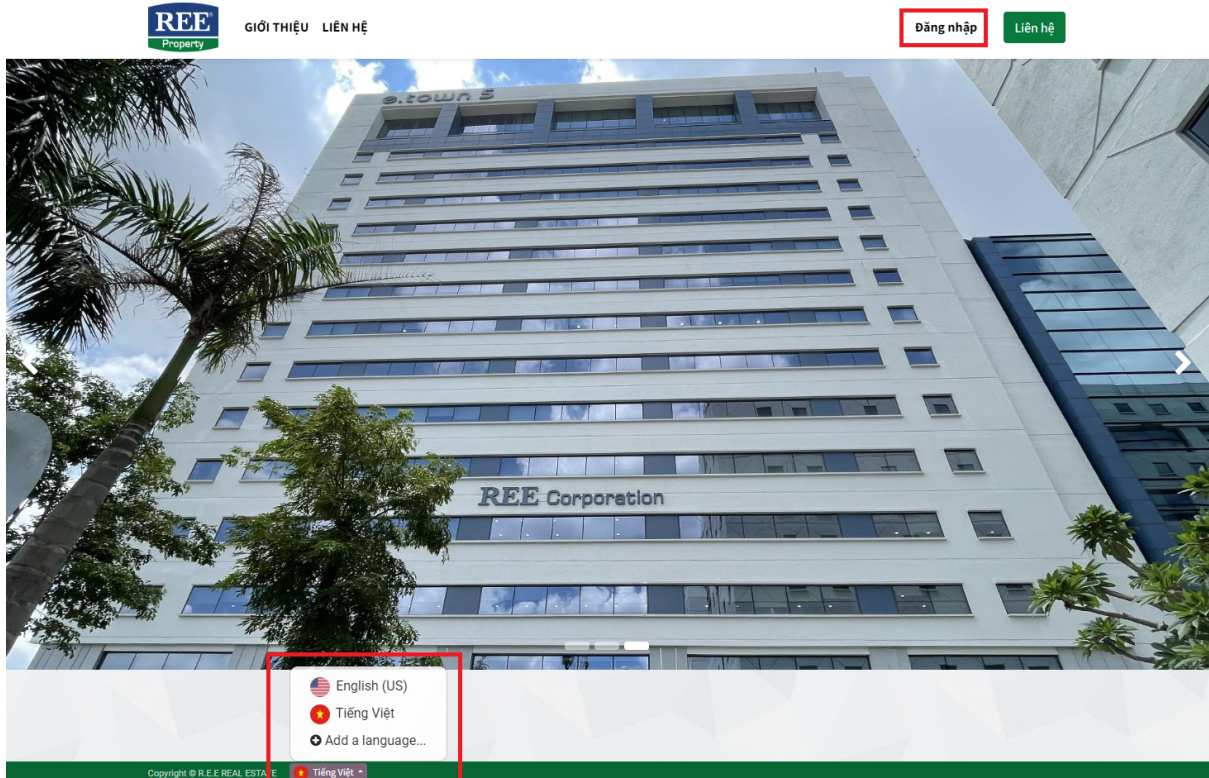 REE
Property
GIỚI THIỆU LIÊN HỆ
Đăng nhập
Liên hệ
e.town 5
REE Corporation
English (US)
Tiếng Việt
Add a language...
Copyright © R.E.E REAL ESTATE
Tiếng Việt